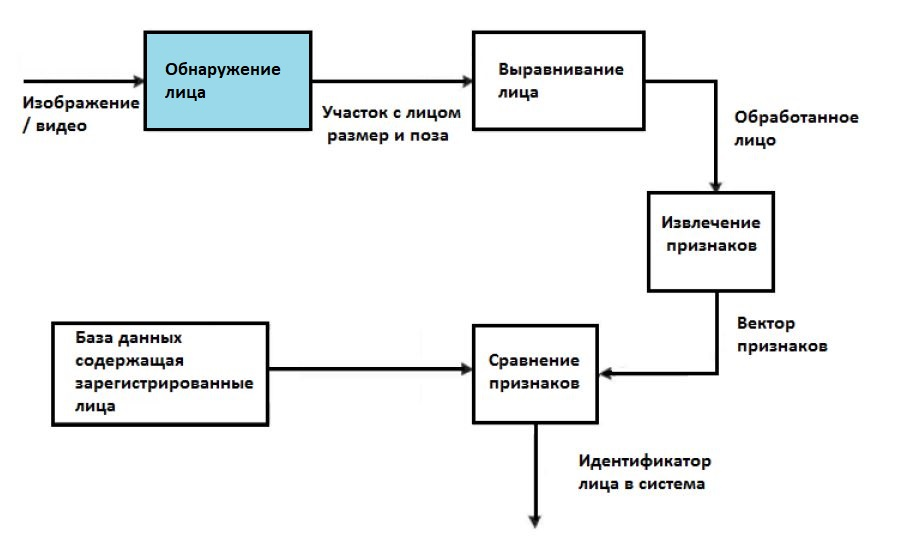 Изображение
/ видео
Обнаружение
лица
Участок с лицом
размер и поза
Выравнивание
лица
Обработанное
лицо
Извлечение
признаков
Вектор
признаков
База данных
содержащая
зарегистрированные
лица
Сравнение
признаков
Идентификатор
лица в система